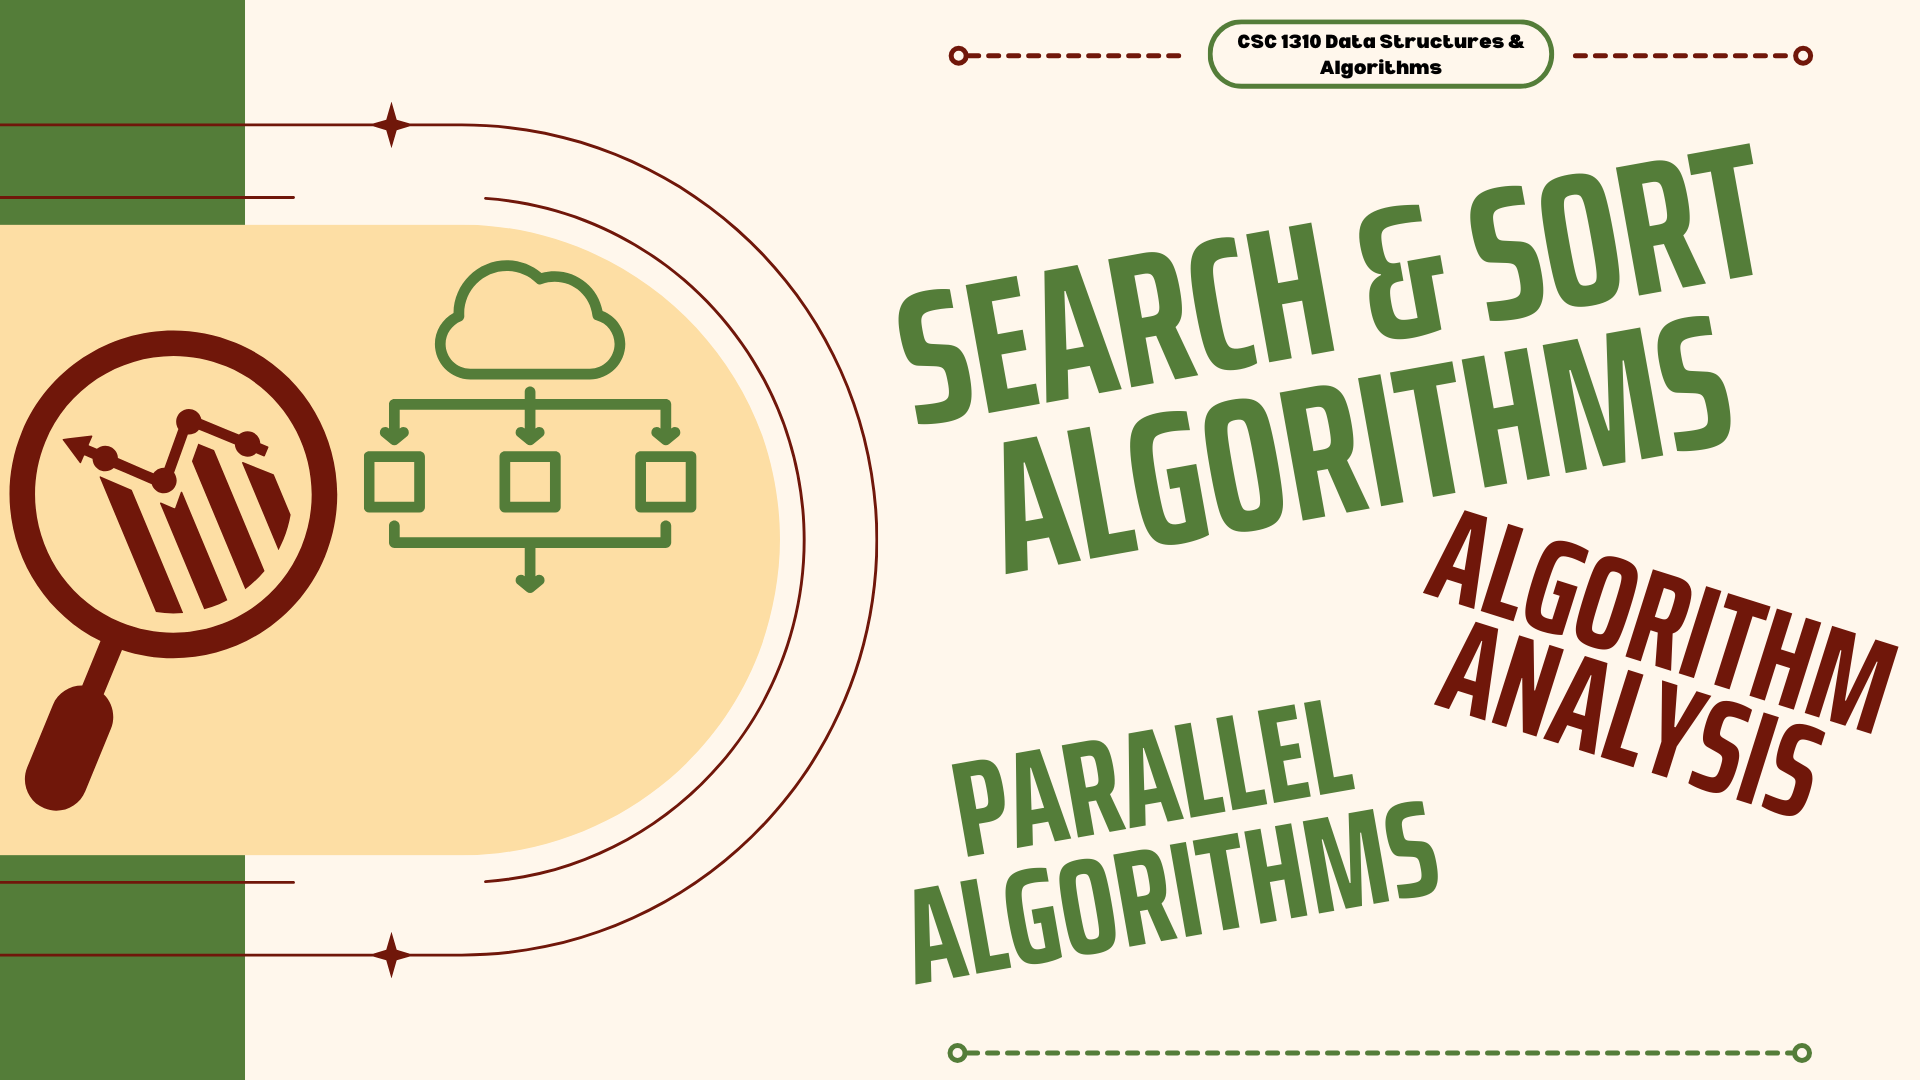 CSC 1310 Data Structures &
Algorithms
SEARCH & SORT
ALGORITHMS
ALGORITHM
ANALYSIS
PARALLEL
ALGORITHMS